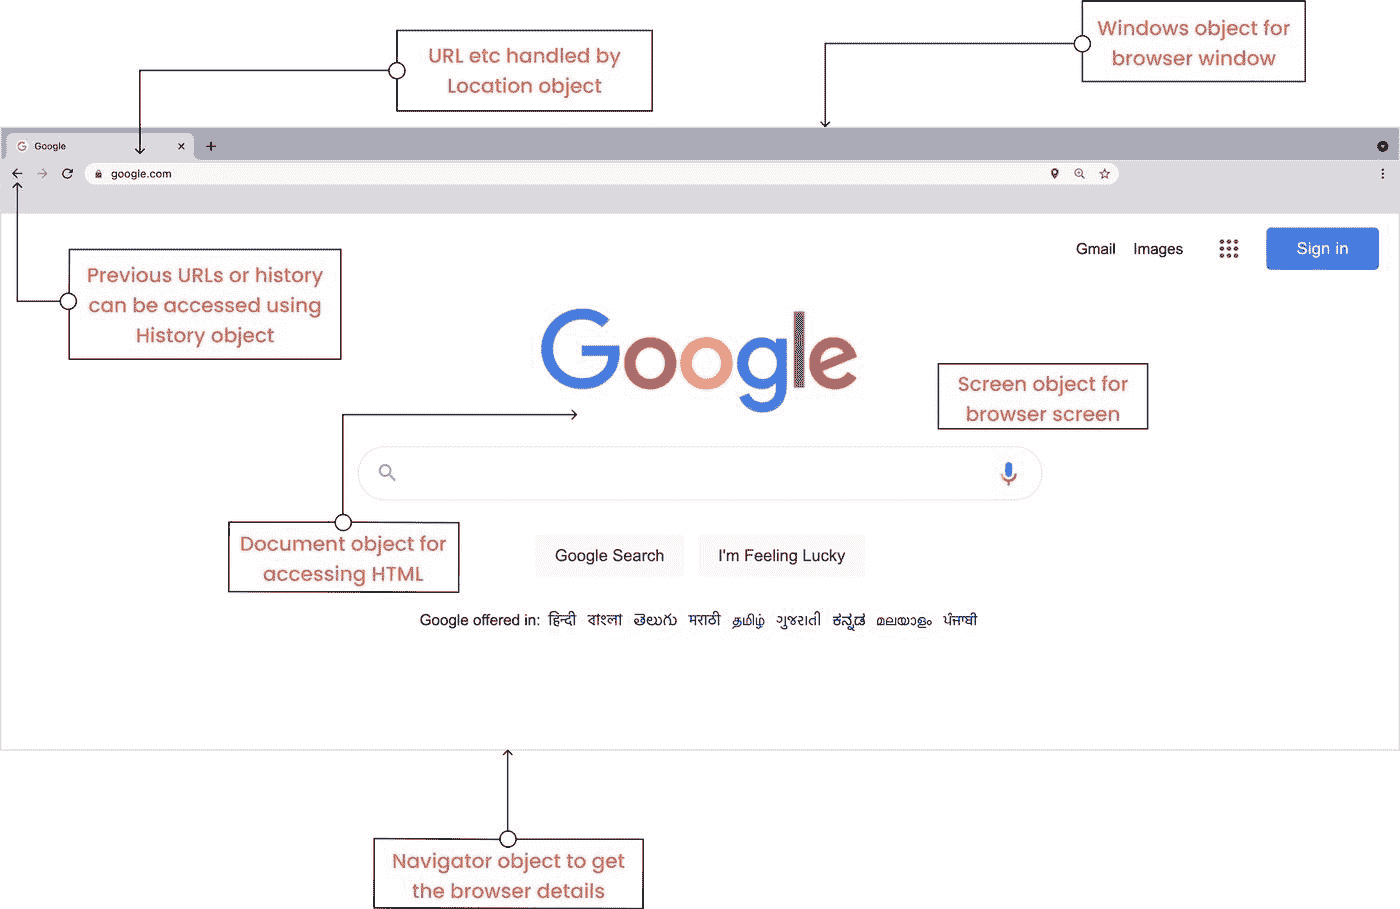 Windows object for
browser window
URL etc handled by
Location object
Google
google.com
Gmail Images
Sign in
Previous URLs or history
can be accessed using
History object
Google
Screen object for
browser screen
Document object for
accessing HTML
Google Search
I'm Feeling Lucky
Google offered in: हिन्दी বাংলা తెలుగు मराठी தமிழ் ગુજરાતી ಕನ್ನಡ മലയാളം ਪੰਜਾਬੀ
Navigator object to get
the browser details